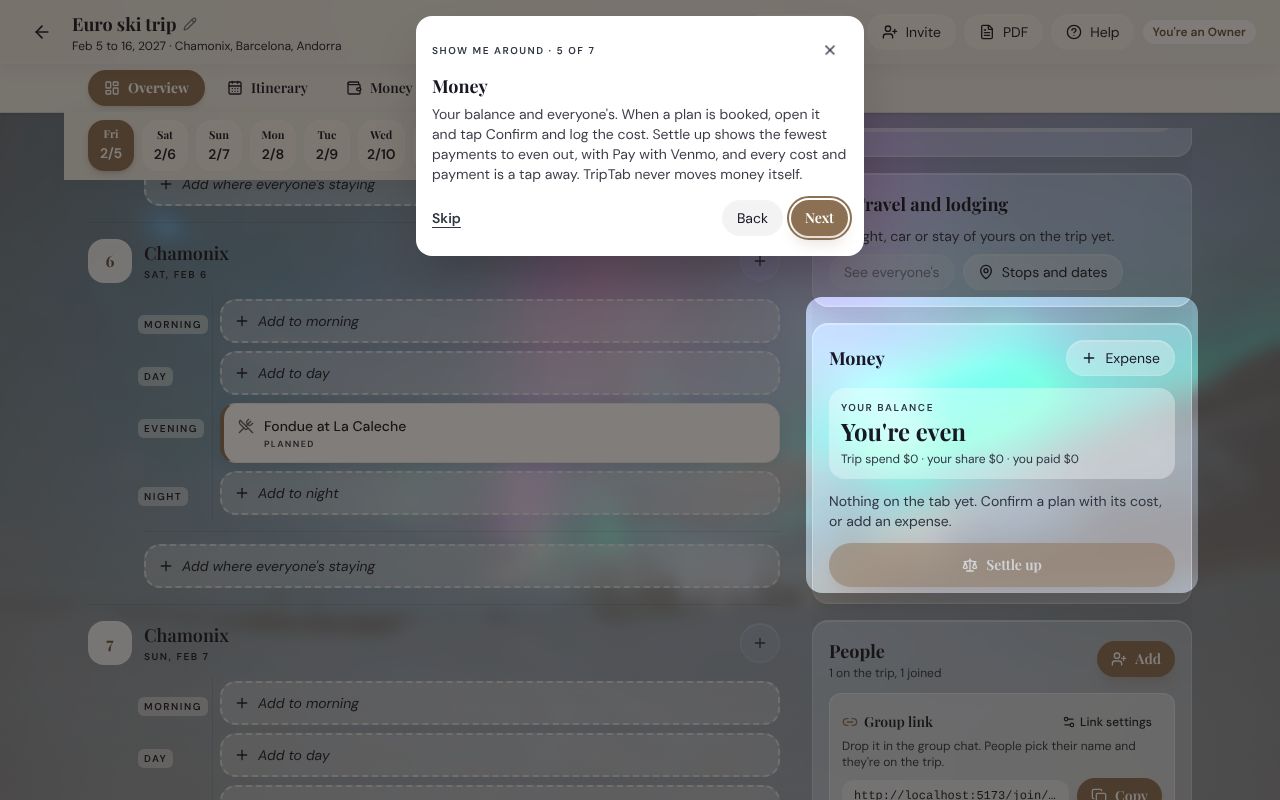 Euro ski trip
Feb 5 to 16, 2027 · Chamonix, Barcelona, Andorra
Invite
PDF
Help
You're an Owner
Overview
Itinerary
Money
Fri
2/5
Sat
2/6
Sun
2/7
Mon
2/8
Tue
2/9
Wed
2/10
SHOW ME AROUND · 5 OF 7
Money
Your balance and everyone's. When a plan is booked, open it
and tap Confirm and log the cost. Settle up shows the fewest
payments to even out, with Pay with Venmo, and every cost and
payment is a tap away. TripTab never moves money itself.
Skip
Back
Next
Add where everyone's staying
6
Chamonix
SAT, FEB 6
MORNING
Add to morning
DAY
Add to day
EVENING
Fondue at La Caleche
PLANNED
NIGHT
Add to night
Add where everyone's staying
7
Chamonix
SUN, FEB 7
MORNING
Add to morning
DAY
Add to day
and lodging
car or stay of yours on the trip yet.
See everyone's
Stops and dates
Money
Expense
YOUR BALANCE
You're even
Trip spend $0 · your share $0 · you paid $0
Nothing on the tab yet. Confirm a plan with its cost,
or add an expense.
Settle up
People
1 on the trip, 1 joined
Add
Group link
Link settings
Drop it in the group chat. People pick their name and
they're on the trip.
http://localhost:5173/join/…
Copy